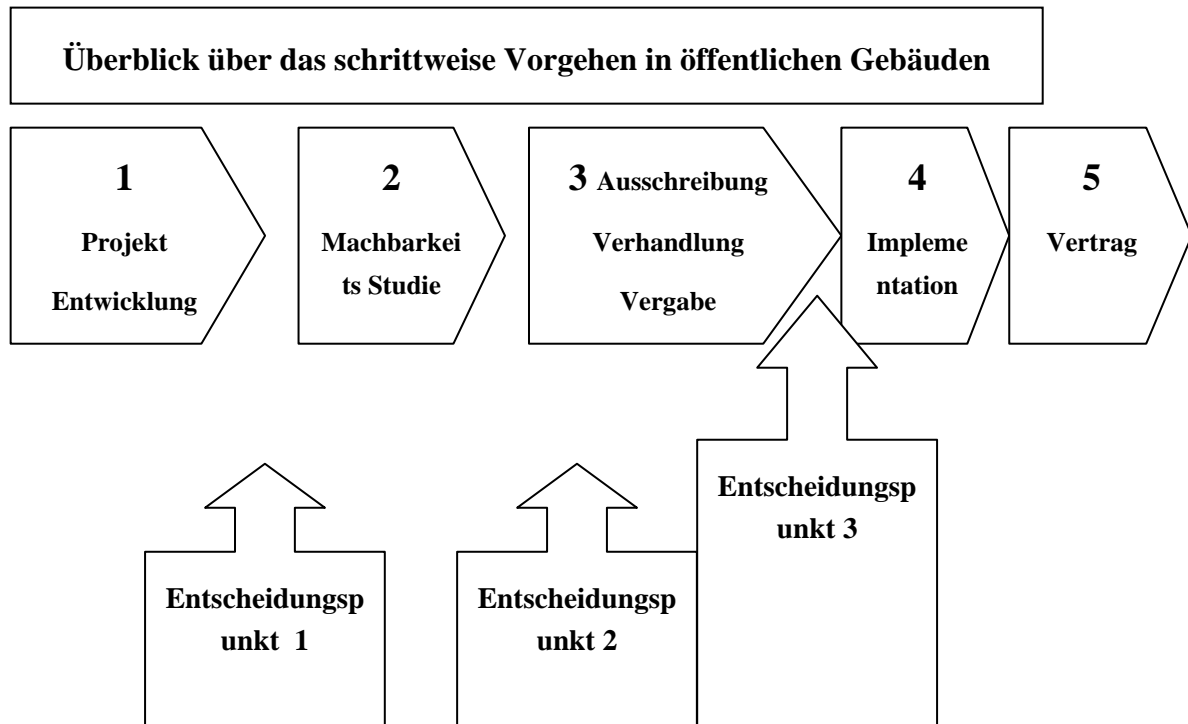 Überblick über das schrittweise Vorgehen in öffentlichen Gebäuden
1
Projekt
Entwicklung
2
Machbarkei
ts Studie
3 Ausschreibung
Verhandlung
Vergabe
4
Impleme
ntation
5
Vertrag
Entscheidungsp
unkt 1
Entscheidungsp
unkt 2
Entscheidungsp
unkt 3